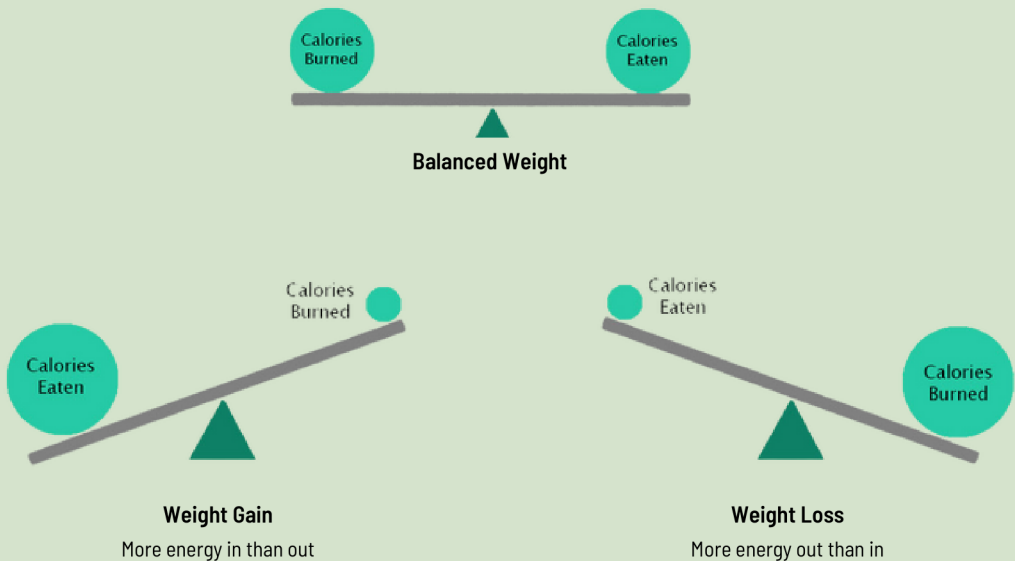 Calories
Burned
Calories
Eaten
Balanced Weight
Calories
Burned
Calories
Eaten
Weight Gain
More energy in than out
Calories
Eaten
Calories
Burned
Weight Loss
More energy out than in